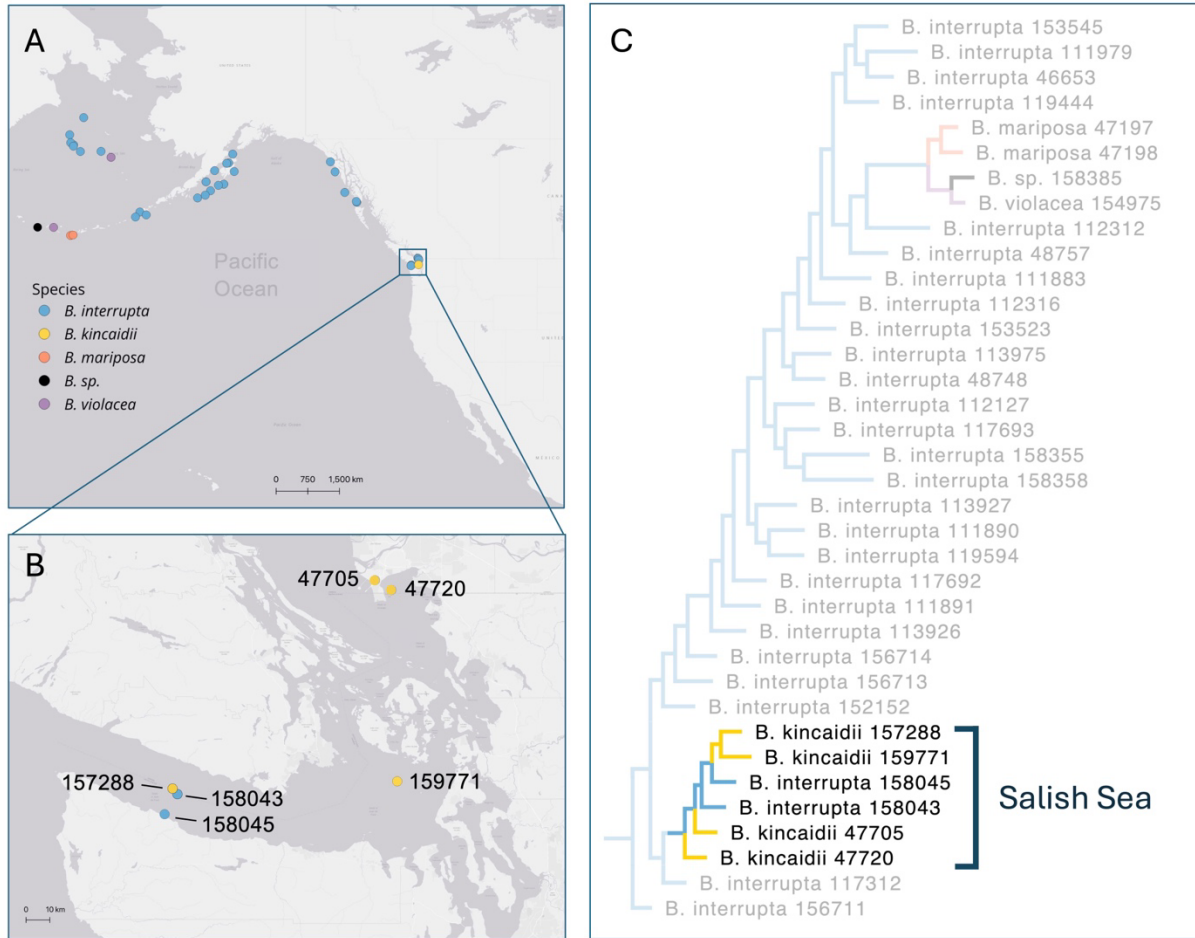 A
Pacific
Ocean
Species
B. interrupta
B. kincaidii
B. mariposa
B. sp.
B. violacea
0 750 1,500 km
MEXICO
B
47705
47720
157288
158043
158045
159771
0 10 km
C
B. interrupta 153545
B. interrupta 111979
B. interrupta 46653
B. interrupta 119444
B. mariposa 47197
B. mariposa 47198
B. sp. 158385
B. violacea 154975
B. interrupta 112312
B. interrupta 48757
B. interrupta 111883
B. interrupta 112316
B. interrupta 153523
B. interrupta 113975
B. interrupta 48748
B. interrupta 112127
B. interrupta 117693
B. interrupta 158355
B. interrupta 158358
B. interrupta 113927
B. interrupta 111890
B. interrupta 119594
B. interrupta 117692
B. interrupta 111891
B. interrupta 113926
B. interrupta 156714
B. interrupta 156713
B. interrupta 152152
B. kincaidii 157288
B. kincaidii 159771
B. interrupta 158045
B. interrupta 158043
B. kincaidii 47705
B. kincaidii 47720
B. interrupta 117312
B. interrupta 156711
Salish Sea